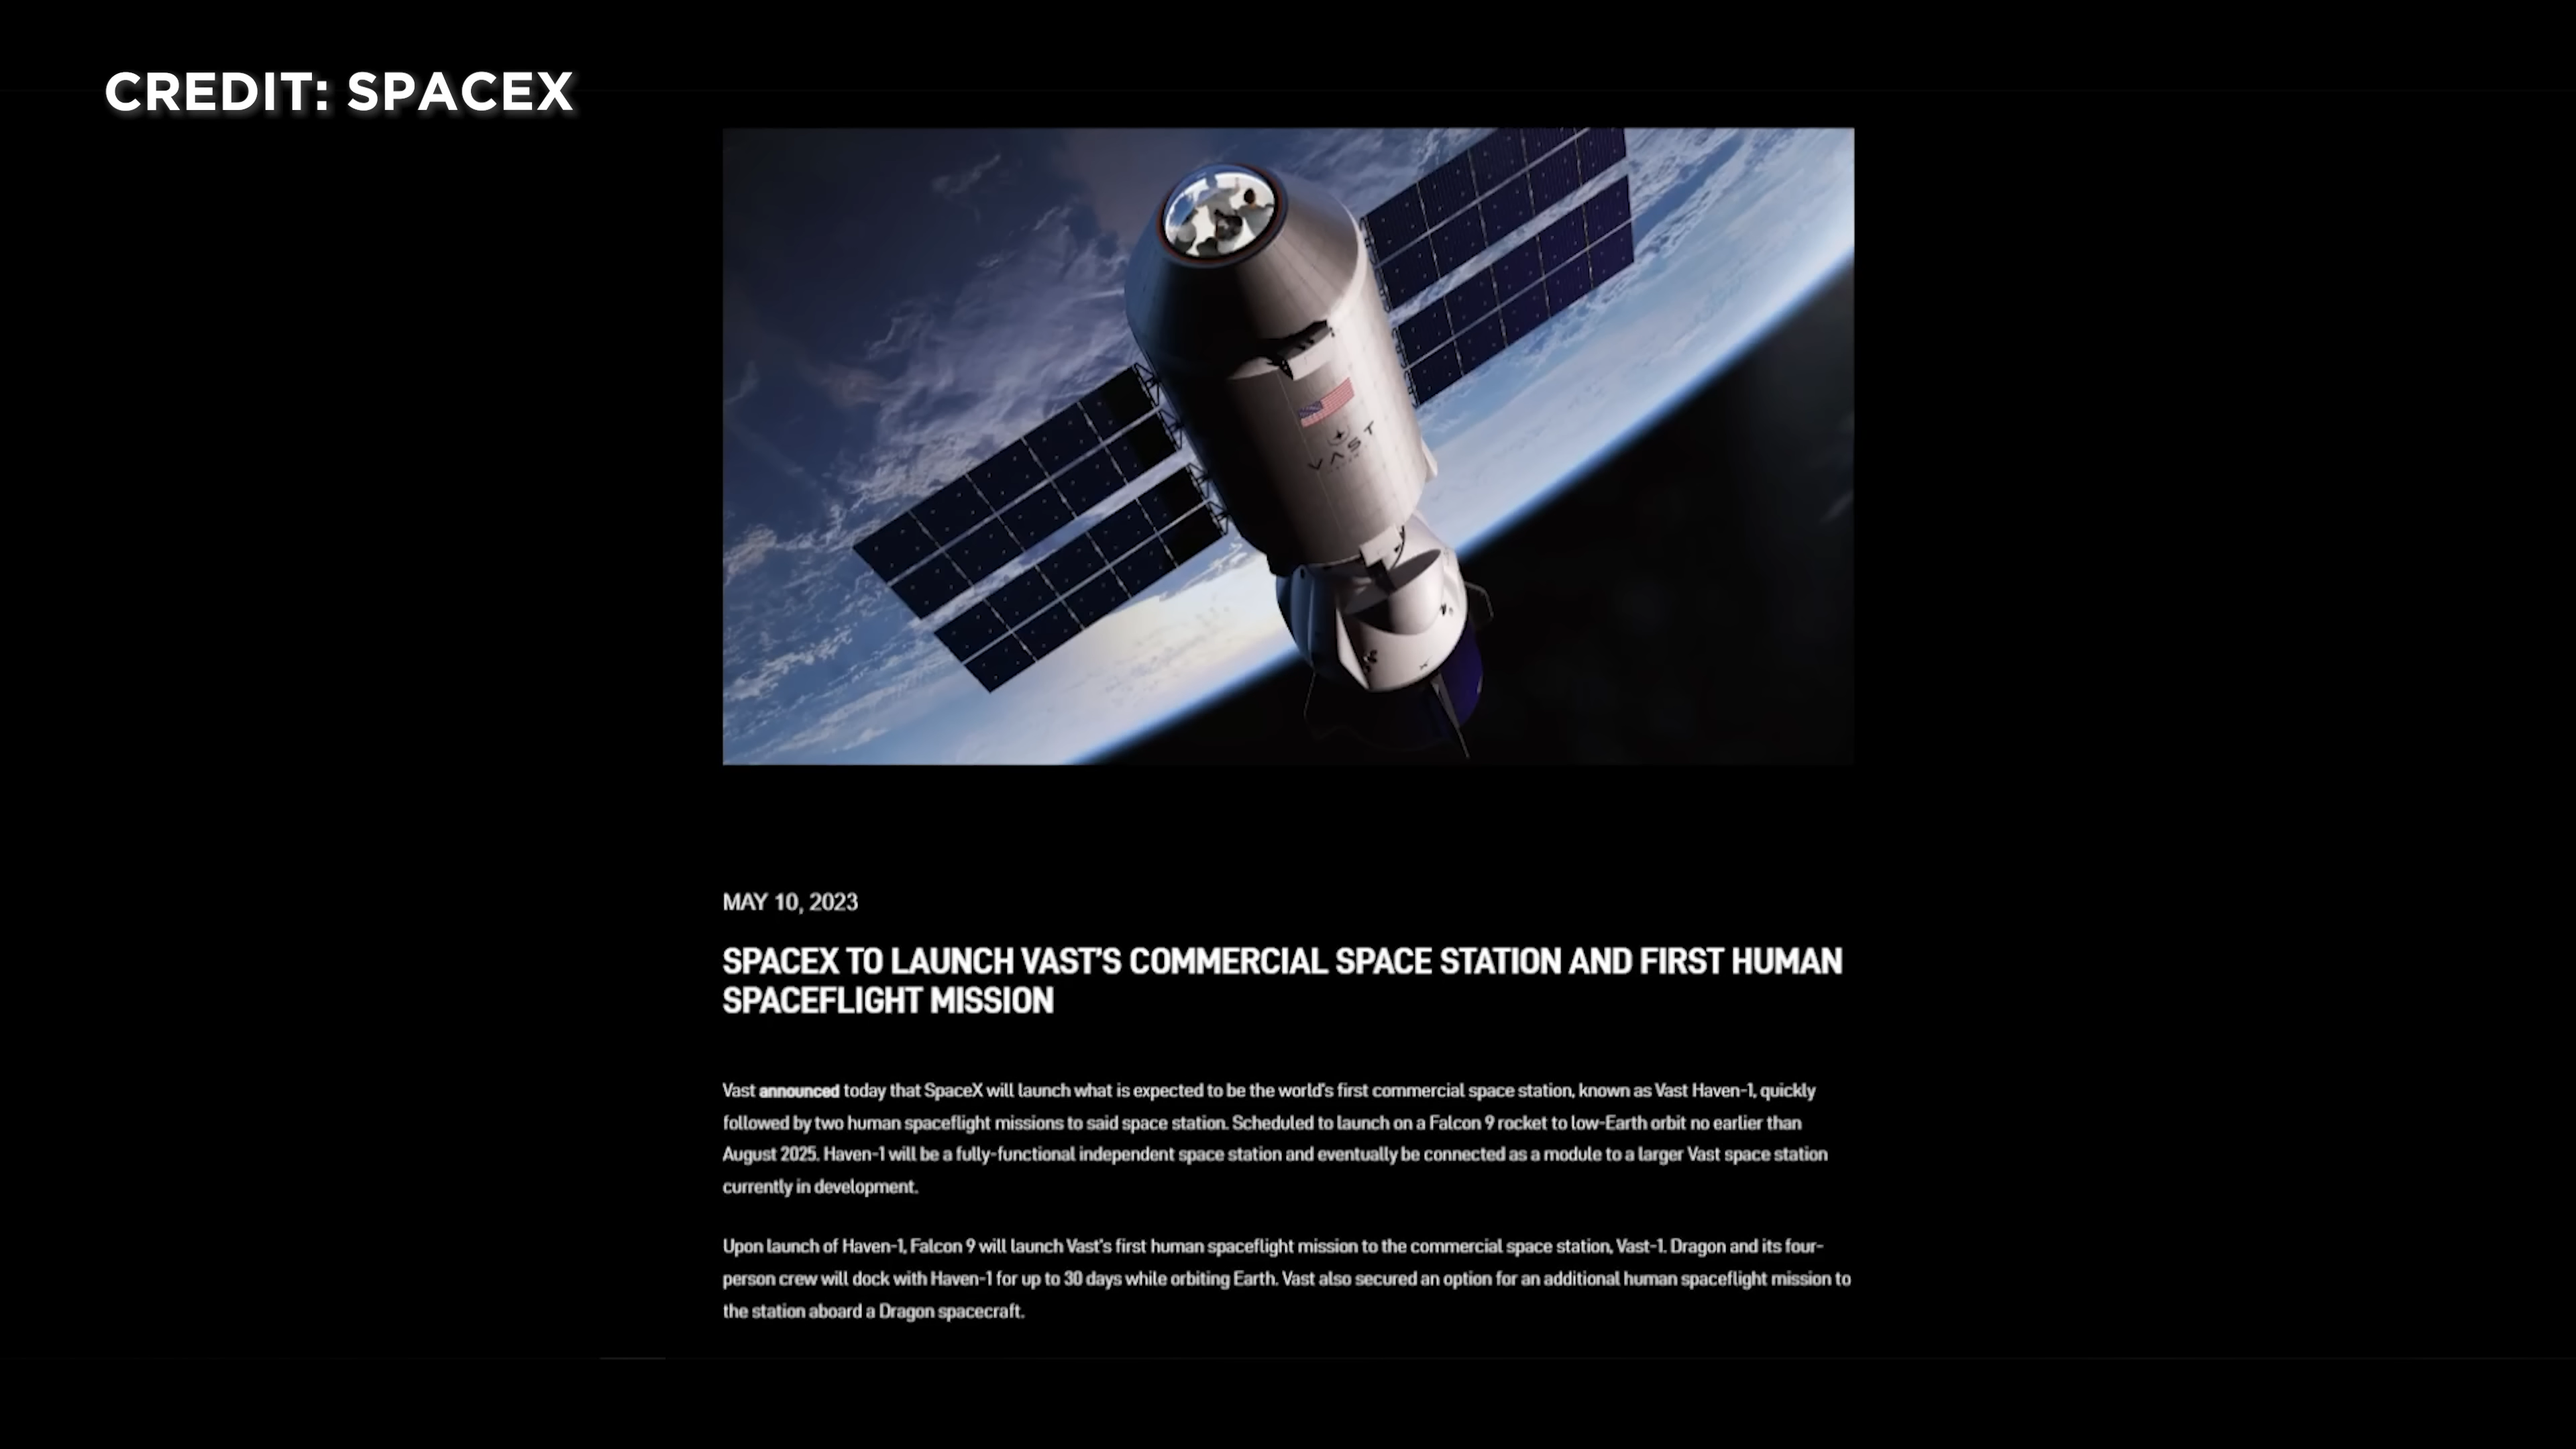 CREDIT: SPACEX
VAST
MAY 10, 2023
SPACEX TO LAUNCH VAST'S COMMERCIAL SPACE STATION AND FIRST HUMAN
SPACEFLIGHT MISSION
Vast announced today that SpaceX will launch what is expected to be the world's first commercial space station, known as Vast Haven-1, quickly
followed by two human spaceflight missions to said space station. Scheduled to launch on a Falcon 9 rocket to low-Earth orbit no earlier than
August 2025. Haven-1 will be a fully-functional independent space station and eventually be connected as a module to a larger Vast space station
currently in development.
Upon launch of Haven-1, Falcon 9 will launch Vast's first human spaceflight mission to the commercial space station, Vast-1. Dragon and its four-
person crew will dock with Haven-1 for up to 30 days while orbiting Earth. Vast also secured an option for an additional human spaceflight mission to
the station aboard a Dragon spacecraft.